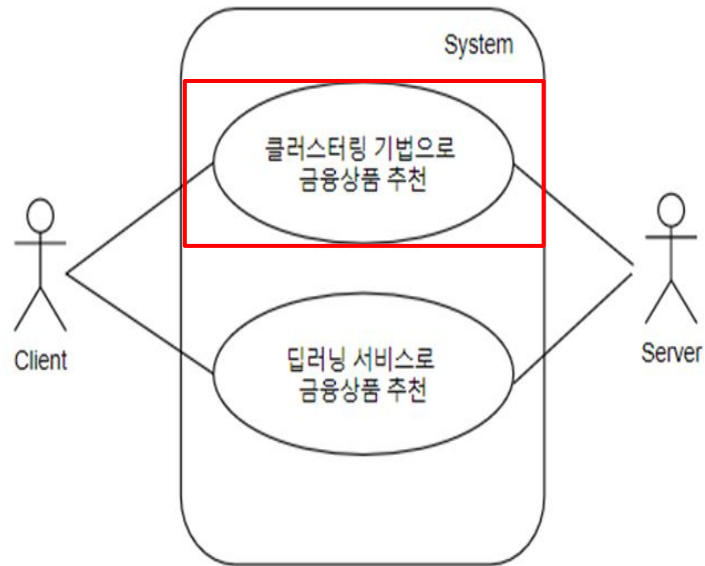 System
클러스터링 기법으로
금융상품 추천
Client
Server
딥러닝 서비스로
금융상품 추천